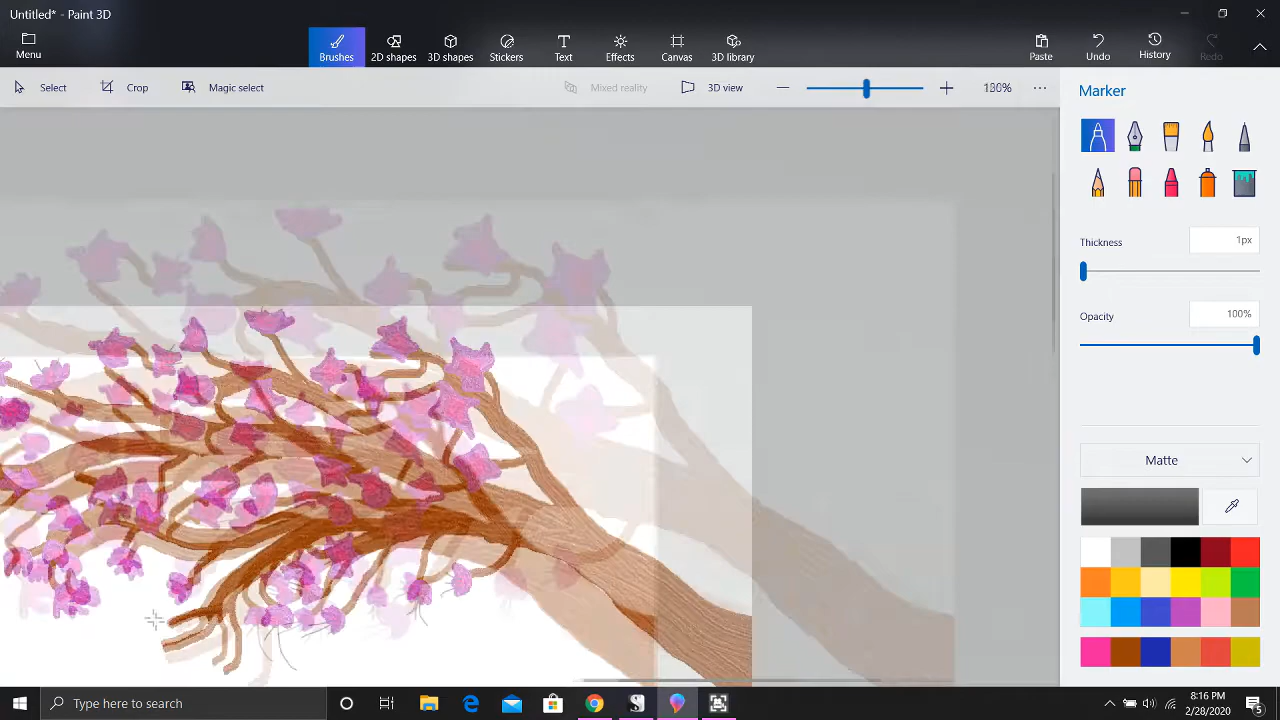 Untitled* - Paint 3D
Menu
Brushes
2D shapes
3D shapes
Stickers
Text
Effects
Canvas
3D library
Paste
Undo
History
Redo
Select
Crop
Magic select
Mixed reality
3D view
Marker
Thickness
1px
Opacity
100%
Matte
Type here to search
8:16 PM
2/28/2020
5